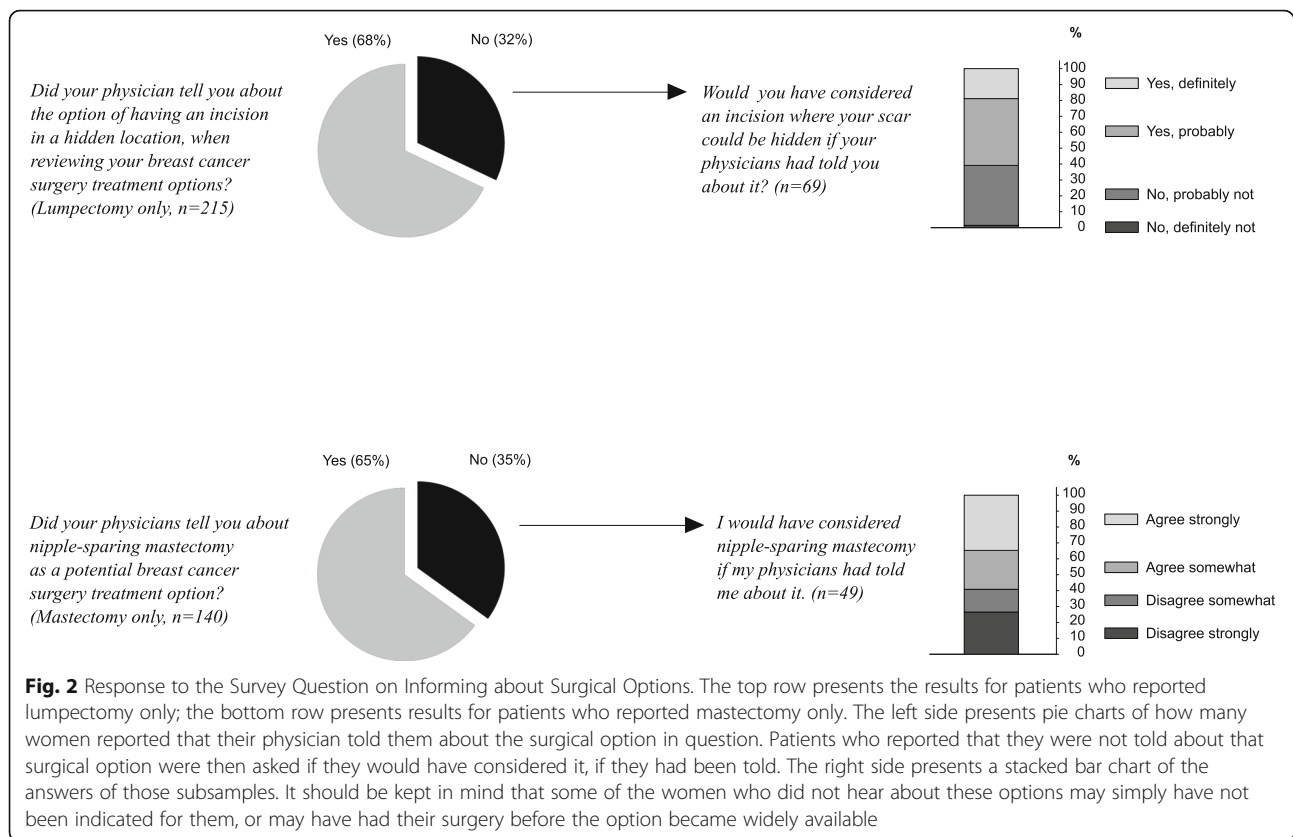 Yes (68%)
No (32%)
Did your physician tell you about
the option of having an incision
in a hidden location, when
reviewing your breast cancer
surgery treatment options?
(Lumpectomy only, n=215)
Would you have considered
an incision where your scar
could be hidden if your
physicians had told you
about it? (n=69)
%
100
90
80
70
60
50
40
30
20
10
0
Yes, definitely
Yes, probably
No, probably not
No, definitely not
Yes (65%)
No (35%)
Did your physicians tell you about
nipple-sparing mastectomy
as a potential breast cancer
surgery treatment option?
(Mastectomy only, n=140)
I would have considered
nipple-sparing mastecomy
if my physicians had told
me about it. (n=49)
%
100
90
80
70
60
50
40
30
20
10
0
Agree strongly
Agree somewhat
Disagree somewhat
Disagree strongly
Fig. 2 Response to the Survey Question on Informing about Surgical Options. The top row presents the results for patients who reported
lumpectomy only; the bottom row presents results for patients who reported mastectomy only. The left side presents pie charts of how many
women reported that their physician told them about the surgical option in question. Patients who reported that they were not told about that
surgical option were then asked if they would have considered it, if they had been told. The right side presents a stacked bar chart of the
answers of those subsamples. It should be kept in mind that some of the women who did not hear about these options may simply have not
been indicated for them, or may have had their surgery before the option became widely available